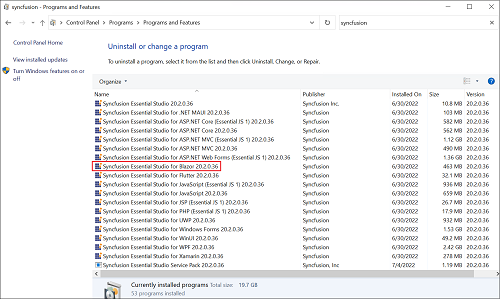 syncfusion - Programs and Features
Control Panel > Programs > Programs and Features
syncfusion
Control Panel Home
View installed updates
Turn Windows features on or off
Uninstall or change a program
To uninstall a program, select it from the list and then click Uninstall, Change, or Repair.
Organize
Name Publisher Installed On Size Version
Syncfusion Essential Studio 20.2.0.36 Syncfusion Inc. 6/30/2022 10.8 MB 20.2.0.36
Syncfusion Essential Studio for .NET MAUI 20.2.0.36 Syncfusion 6/30/2022 103 MB 20.2.0.36
Syncfusion Essential Studio for ASP.NET Core (Essential JS 1) 20.2.0.36 Syncfusion 6/30/2022 582 MB 20.2.0.36
Syncfusion Essential Studio for ASP.NET Core 20.2.0.36 Syncfusion 6/30/2022 562 MB 20.2.0.36
Syncfusion Essential Studio for ASP.NET MVC (Essential JS 1) 20.2.0.36 Syncfusion 6/30/2022 1.12 GB 20.2.0.36
Syncfusion Essential Studio for ASP.NET MVC 20.2.0.36 Syncfusion 6/30/2022 490 MB 20.2.0.36
Syncfusion Essential Studio for ASP.NET Web Forms (Essential JS 1) 20.2.0.36 Syncfusion 6/30/2022 1.36 GB 20.2.0.36
Syncfusion Essential Studio for Blazor 20.2.0.36 Syncfusion 6/30/2022 463 MB 20.2.0.36
Syncfusion Essential Studio for Flutter 20.2.0.36 Syncfusion 6/30/2022 32.1 MB 20.2.0.36
Syncfusion Essential Studio for JavaScript (Essential JS 1) 20.2.0.36 Syncfusion 6/30/2022 936 MB 20.2.0.36
Syncfusion Essential Studio for JavaScript 20.2.0.36 Syncfusion 6/30/2022 659 MB 20.2.0.36
Syncfusion Essential Studio for JSP (Essential JS 1) 20.2.0.36 Syncfusion 6/30/2022 26.7 MB 20.2.0.36
Syncfusion Essential Studio for PHP (Essential JS 1) 20.2.0.36 Syncfusion 6/30/2022 17.9 MB 20.2.0.36
Syncfusion Essential Studio for UWP 20.2.0.36 Syncfusion 6/30/2022 932 MB 20.2.0.36
Syncfusion Essential Studio for Windows Forms 20.2.0.36 Syncfusion 6/30/2022 1.53 GB 20.2.0.36
Syncfusion Essential Studio for WinUI 20.2.0.36 Syncfusion 6/30/2022 49.2 MB 20.2.0.36
Syncfusion Essential Studio for WPF 20.2.0.36 Syncfusion 6/30/2022 2.42 GB 20.2.0.36
Syncfusion Essential Studio for Xamarin 20.2.0.36 Syncfusion 6/30/2022 278 MB 20.2.0.36
Syncfusion Essential Studio Service Pack 20.2.0.36 Syncfusion, Inc 7/4/2022 1.19 MB 20.2.0.36
Currently installed programs Total size: 19.7 GB
53 programs installed